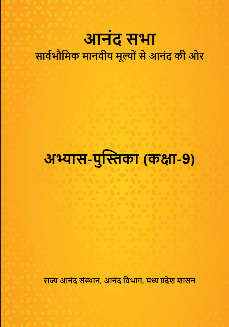 आनंद सभा
सार्वभौमिक मानवीय मूल्यों से आनंद की ओर
अभ्यास-पुस्तिका (कक्षा-9)
राज्य आनंद संस्थान, आनंद विभाग, मध्य प्रदेश शासन